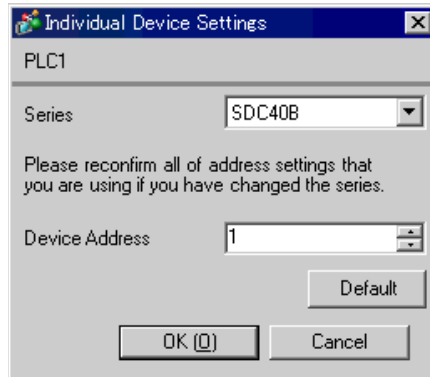 Individual Device Settings
PLC1
Series
SDC40B
Please reconfirm all of address settings that
you are using if you have changed the series.
Device Address
1
Default
OK (O)
Cancel